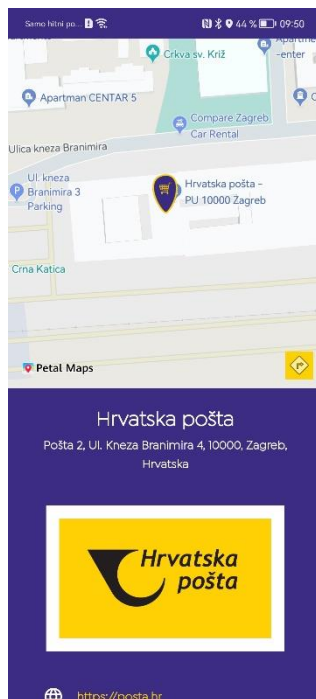 Samo hitni po...
44 %
09:50
Crkva sv. Križ
-enter
Apartman CENTAR 5
Compare Zagreb
Car Rental
Ulica kneza Branimira
Ul. kneza
Branimira 3
Parking
Hrvatska pošta -
PU 10000 Zagreb
Crna Katica
Petal Maps
Hrvatska pošta
Pošta 2, Ul. Kneza Branimira 4, 10000, Zagreb,
Hrvatska
Hrvatska
pošta
https://posta.hr